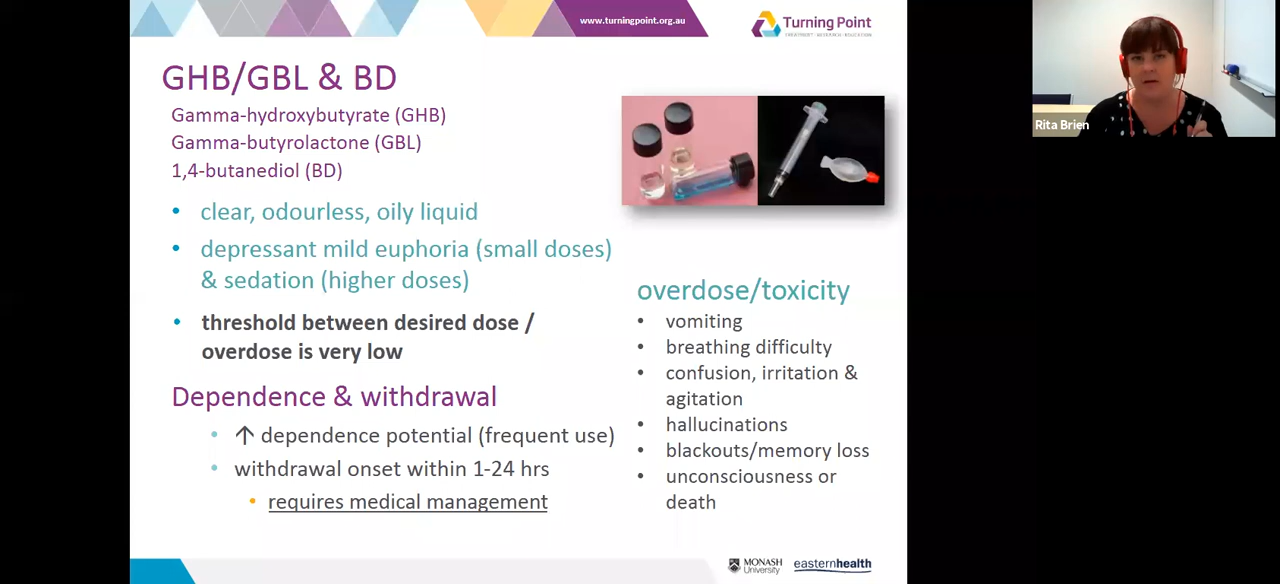 www.turningpoint.org.au
Turning Point
TREATMENT · RESEARCH · EDUCATION
GHB/GBL & BD
Gamma-hydroxybutyrate (GHB)
Gamma-butyrolactone (GBL)
1,4-butanediol (BD)
• clear, odourless, oily liquid
• depressant mild euphoria (small doses)
& sedation (higher doses)
• threshold between desired dose /
overdose is very low
Dependence & withdrawal
• ↑ dependence potential (frequent use)
• withdrawal onset within 1-24 hrs
• requires medical management
overdose/toxicity
• vomiting
• breathing difficulty
• confusion, irritation &
agitation
• hallucinations
• blackouts/memory loss
• unconsciousness or
death
MONASH
University
easternhealth
Rita Brien